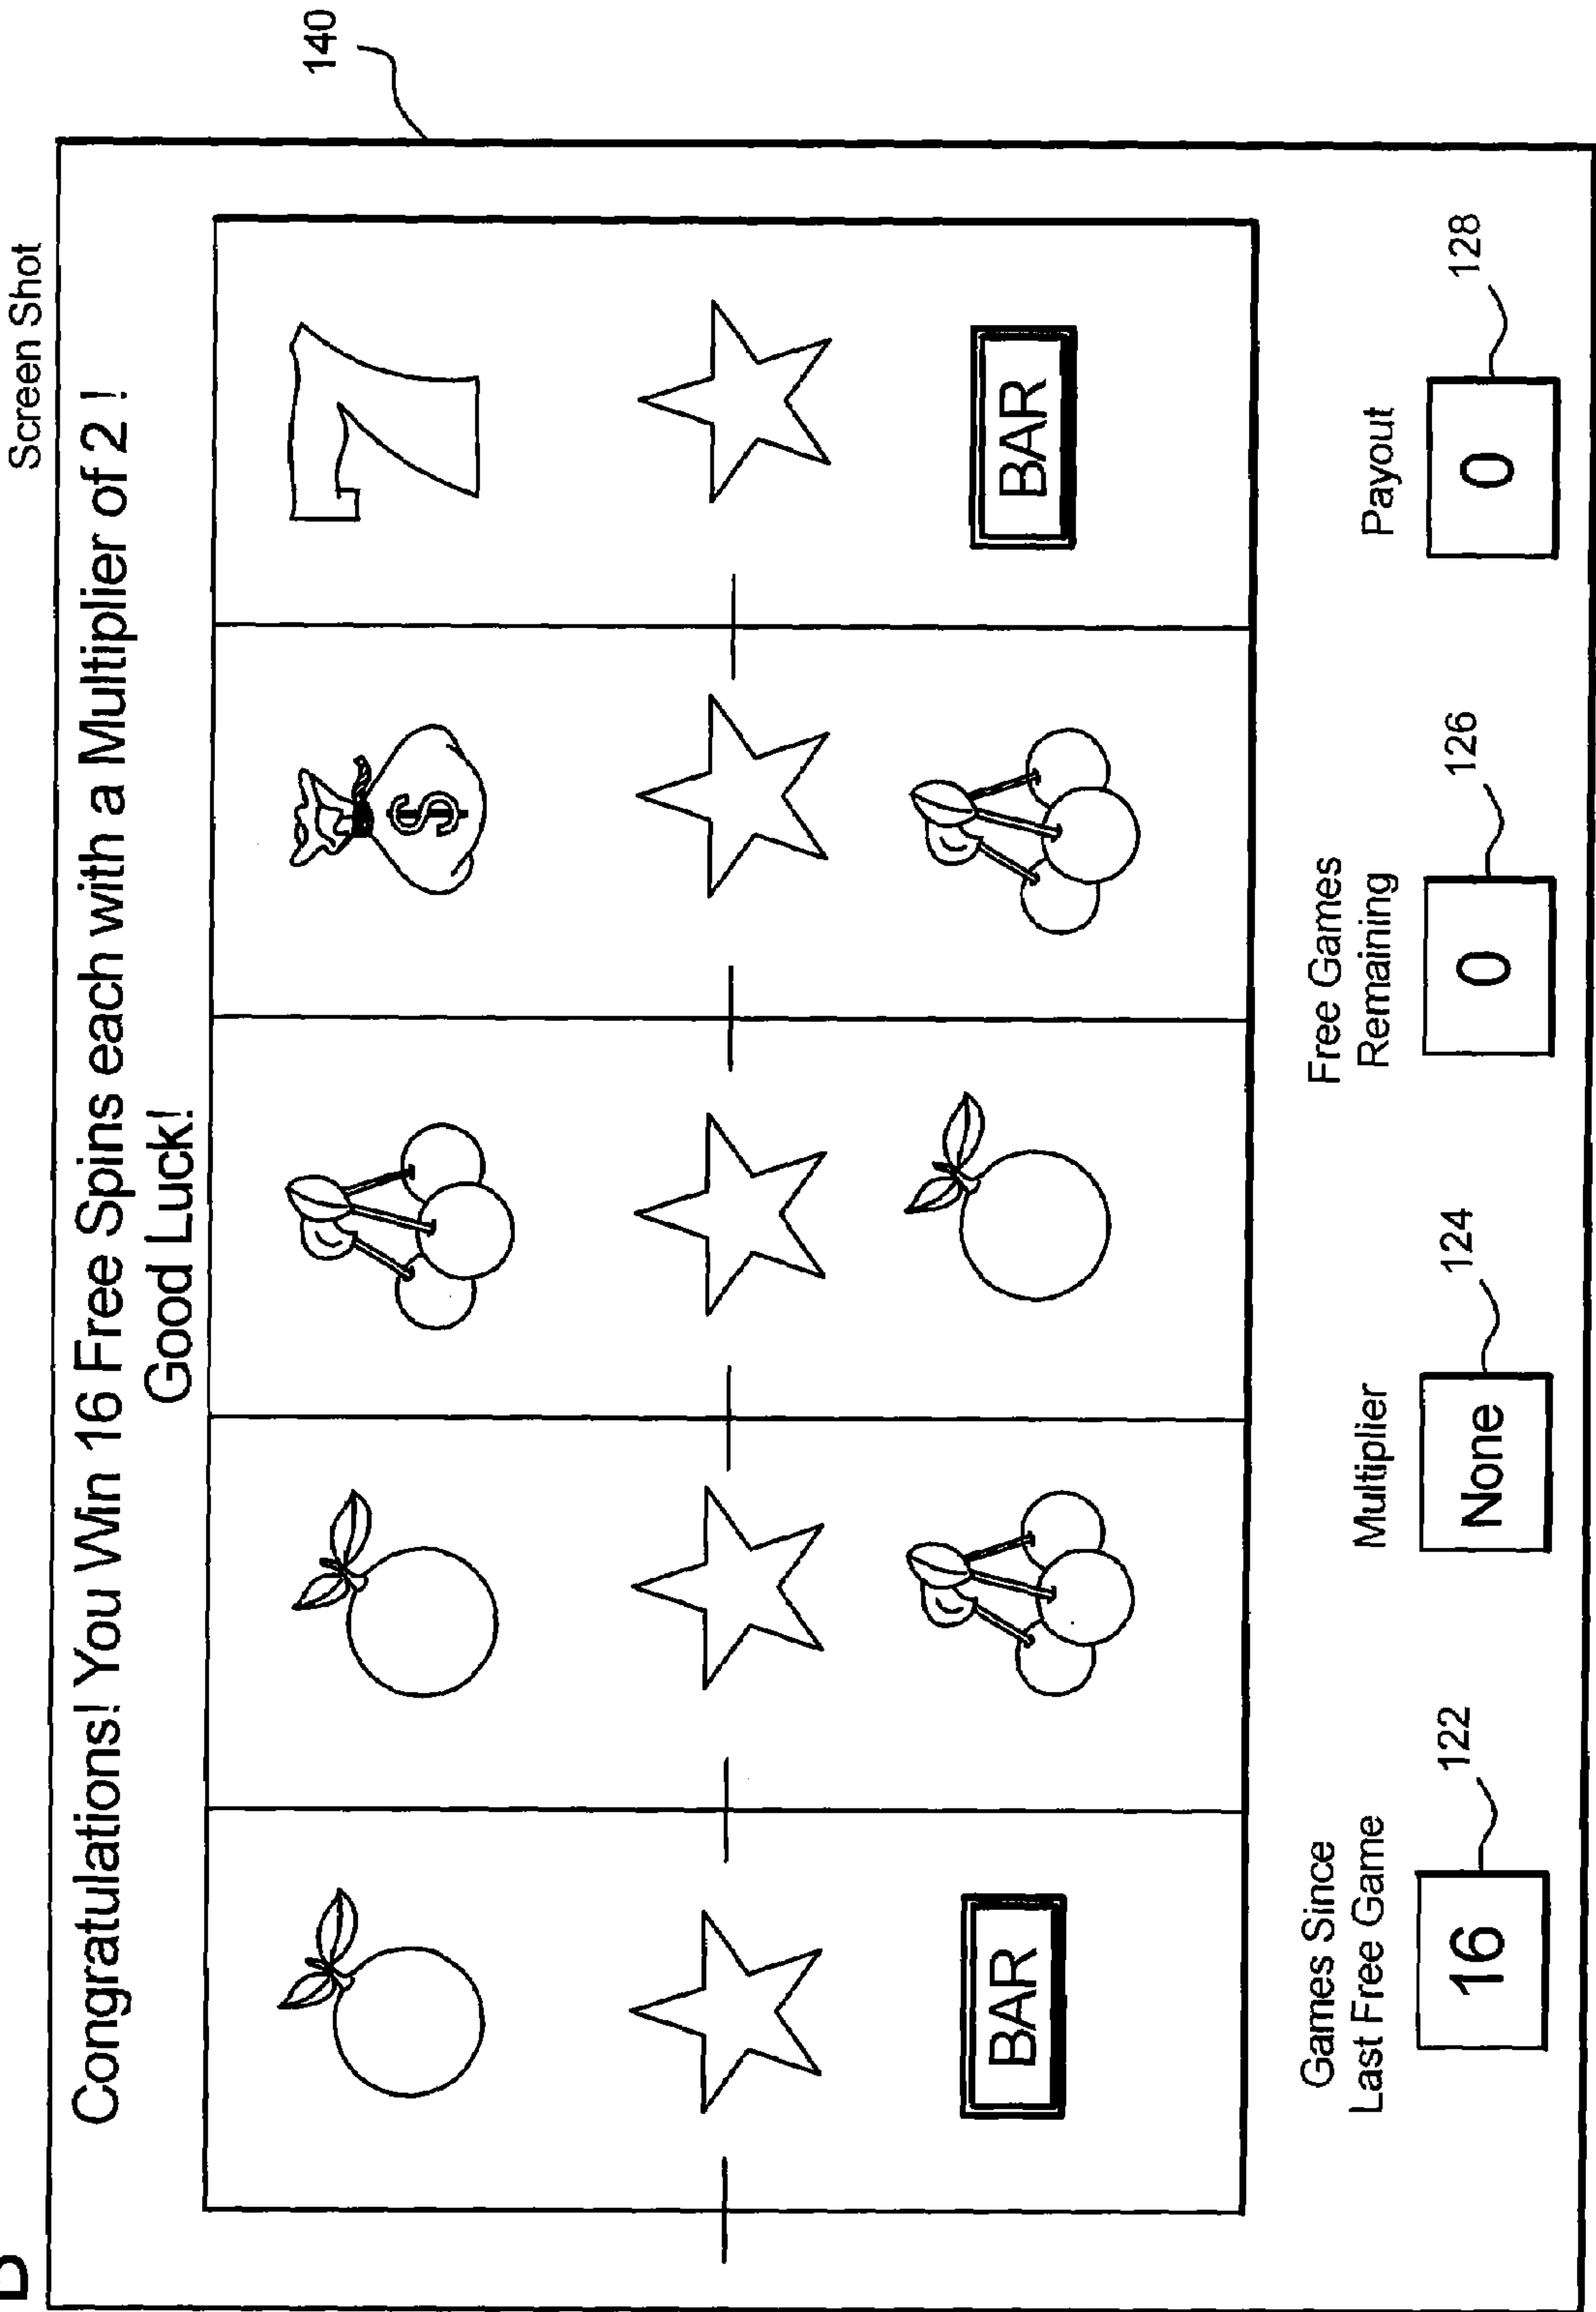 Screen Shot
140
Congratulations! You Win 16 Free Spins each with a Multiplier of 2 !
Good Luck!
7
$
BAR
BAR
Games Since
Last Free Game
Multiplier
Free Games
Remaining
Payout
122
124
126
128
16
None
0
0